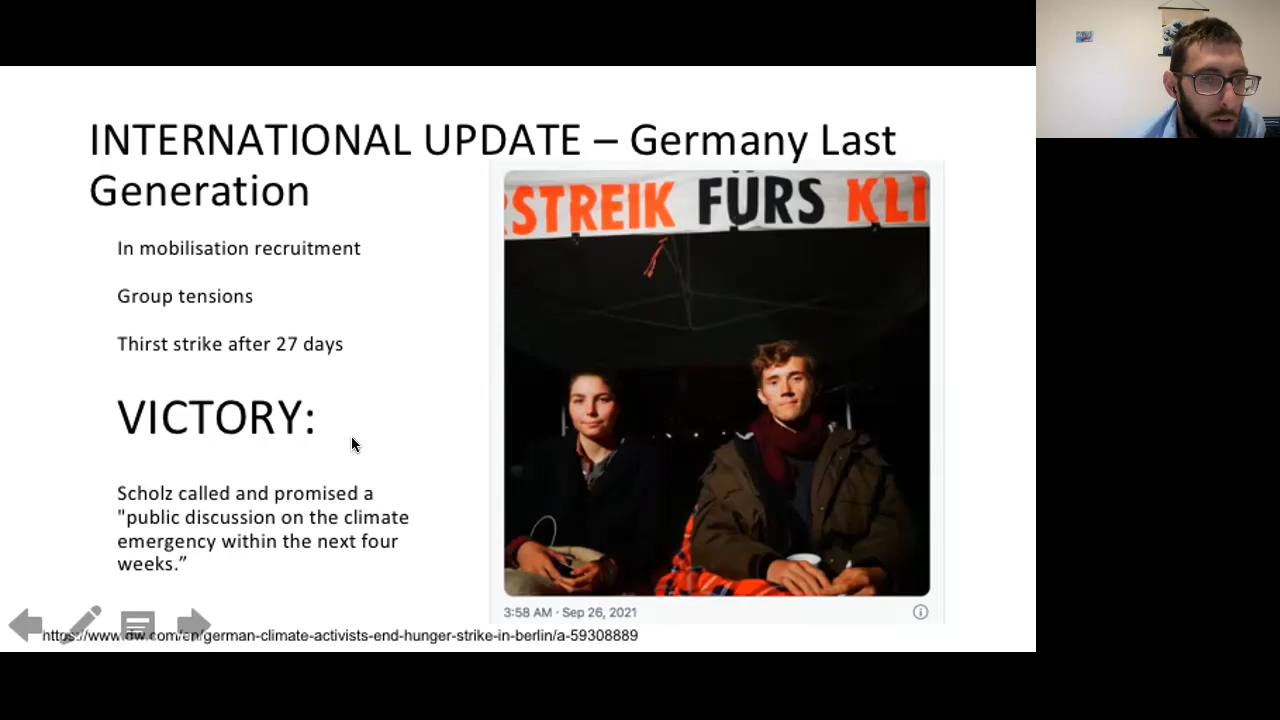 INTERNATIONAL UPDATE – Germany Last
Generation
In mobilisation recruitment
Group tensions
Thirst strike after 27 days
VICTORY:
Scholz called and promised a
"public discussion on the climate
emergency within the next four
weeks.”
RSTREIK FÜRS KLI
3:58 AM · Sep 26, 2021
https://www.dw.com/en/german-climate-activists-end-hunger-strike-in-berlin/a-59308889